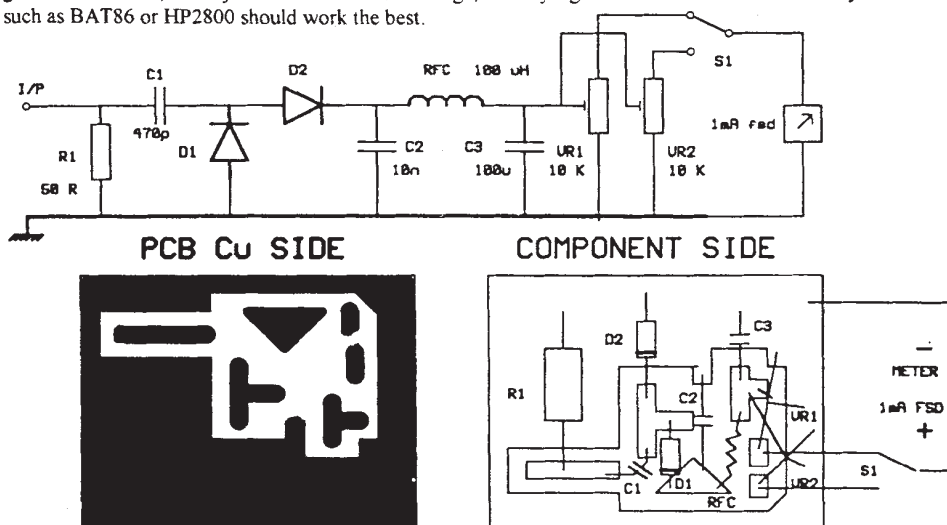 such as BAT86 or HP2800 should work the best.
I/P
C1
470p
D2
RFC 100 uH
S1
R1
50 R
D1
C2
10n
C3
100u
VR1
10 K
VR2
10 K
1mA fsd
PCB Cu SIDE
COMPONENT SIDE
D2
C3
R1
C2
VR1
C1
D1
RFC
VR2
S1
-
METER
1mA FSD
+